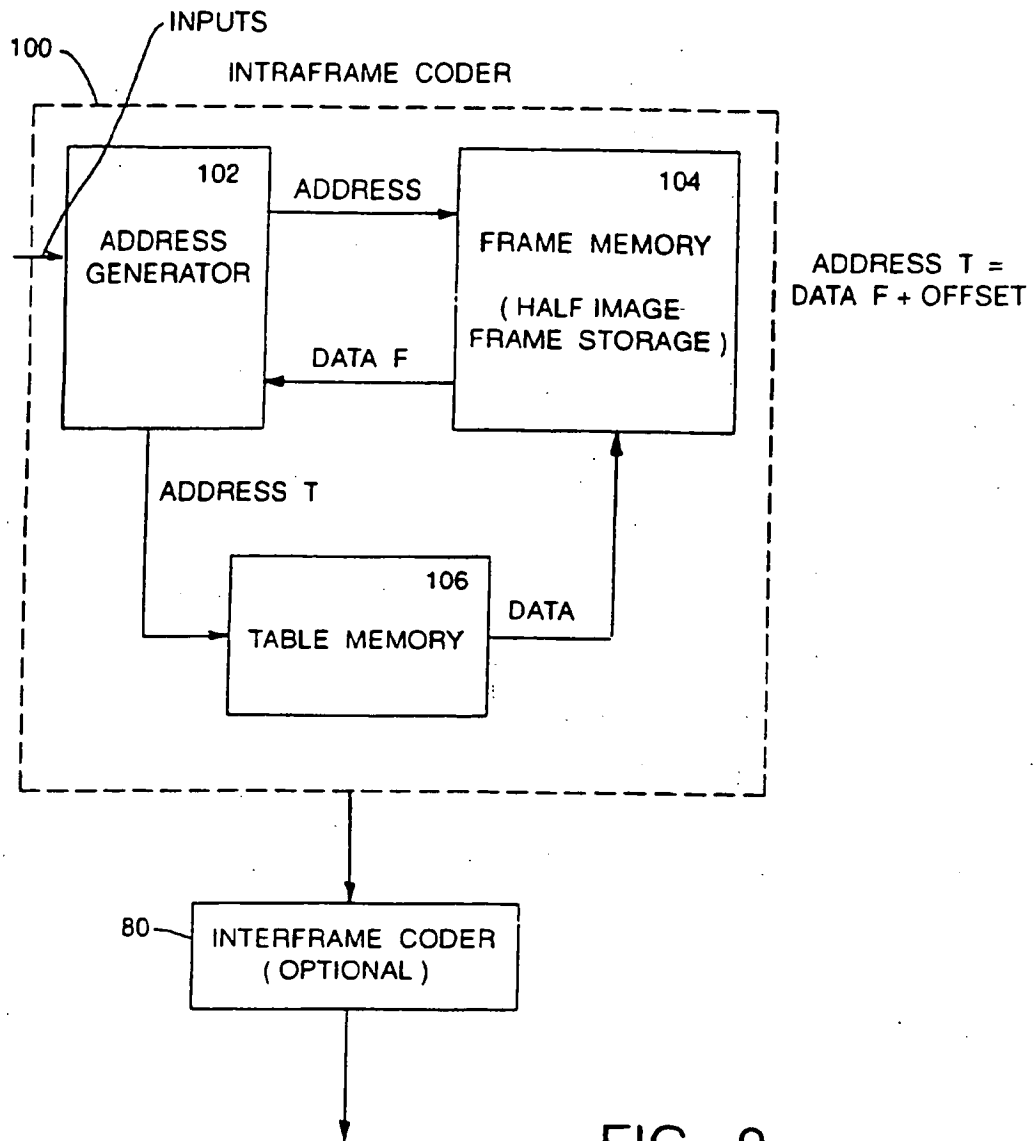 INPUTS
100
INTRAFRAME CODER
102
ADDRESS
GENERATOR
ADDRESS
104
FRAME MEMORY
( HALF IMAGE-
FRAME STORAGE )
DATA F
ADDRESS T =
DATA F + OFFSET
ADDRESS T
106
TABLE MEMORY
DATA
80
INTERFRAME CODER
( OPTIONAL )